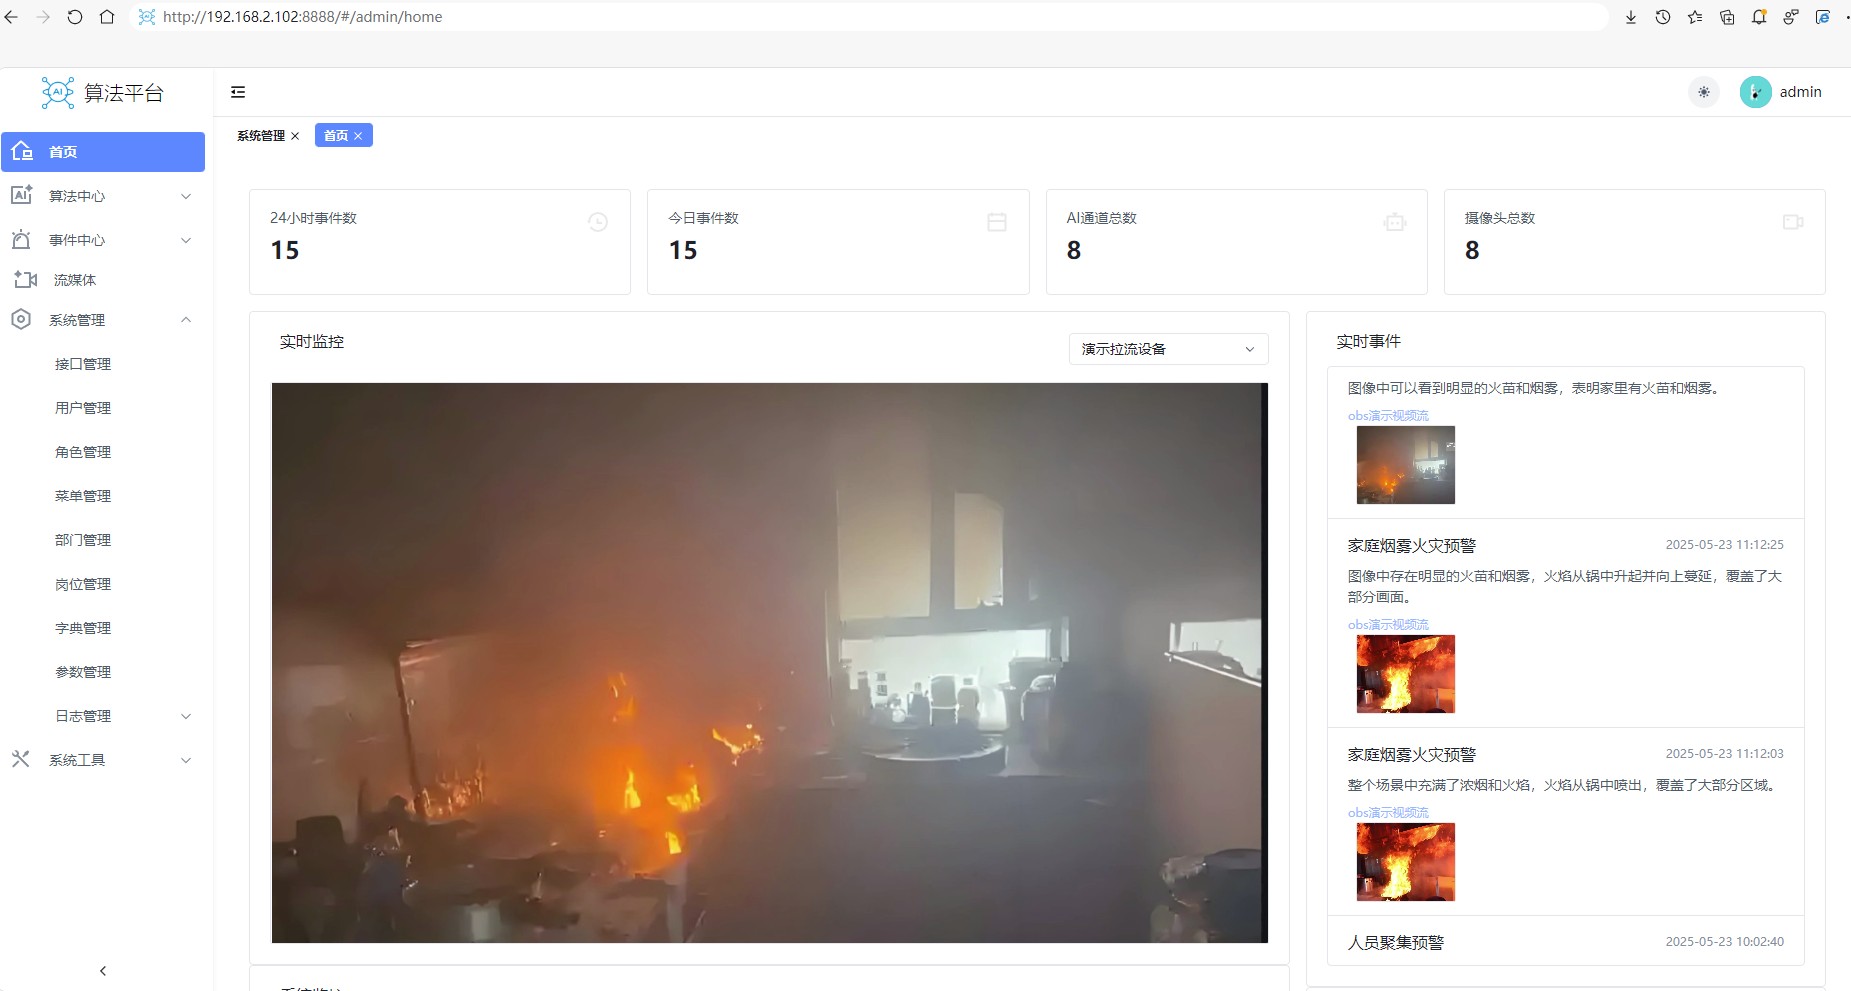 http://192.168.2.102:8888/#/admin/home
AI
算法平台
admin
系统管理
首页
首页
算法中心
事件中心
流媒体
系统管理
接口管理
用户管理
角色管理
菜单管理
部门管理
岗位管理
字典管理
参数管理
日志管理
系统工具
24小时事件数
15
今日事件数
15
AI通道总数
8
摄像头总数
8
实时监控
演示拉流设备
实时事件
图像中可以看到明显的火苗和烟雾，表明家里有火苗和烟雾。
obs演示视频流
家庭烟雾火灾预警
2025-05-23 11:12:25
图像中存在明显的火苗和烟雾，火焰从锅中升起并向上蔓延，覆盖了大
部分画面。
obs演示视频流
家庭烟雾火灾预警
2025-05-23 11:12:03
整个场景中充满了浓烟和火焰，火焰从锅中喷出，覆盖了大部分区域。
obs演示视频流
人员聚集预警
2025-05-23 10:02:40